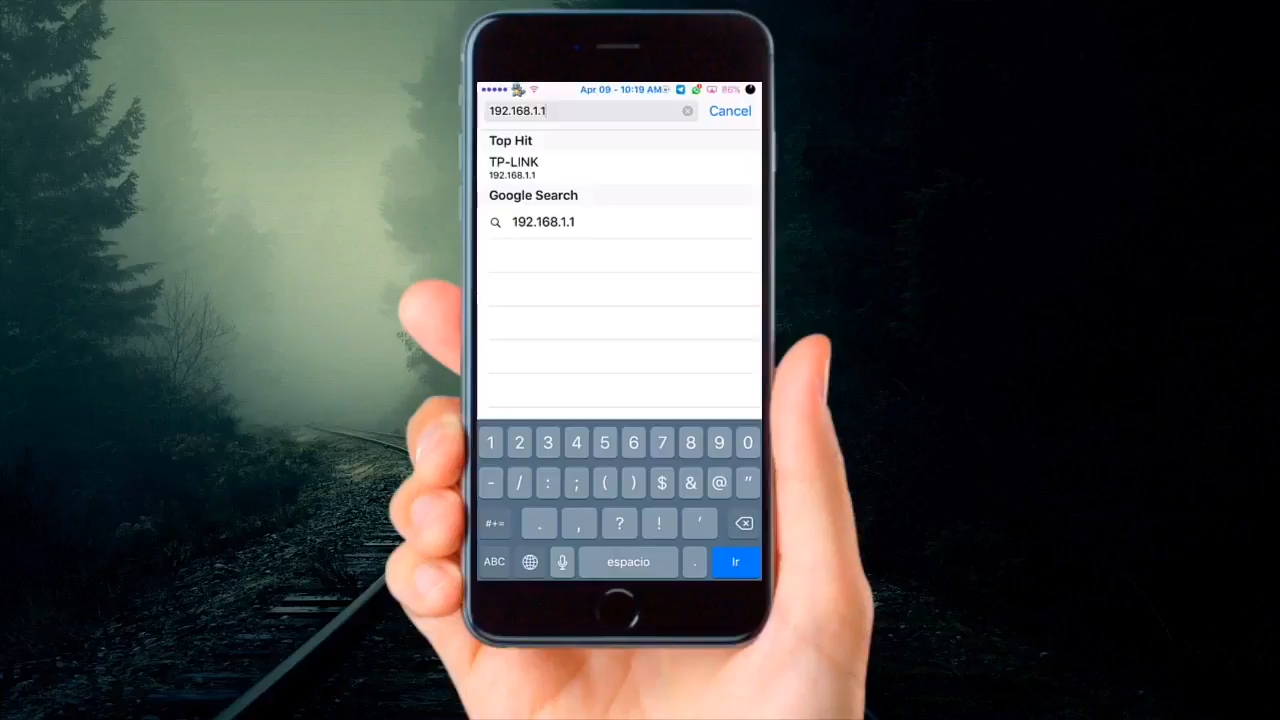 Apr 09 - 10:19 AM 86%
192.168.1.1 Cancel
Top Hit
TP-LINK
192.168.1.1
Google Search
192.168.1.1
1 2 3 4 5 6 7 8 9 0
- / : ; ( ) $ & @ "
#+= . , ? ! '
ABC espacio . Ir